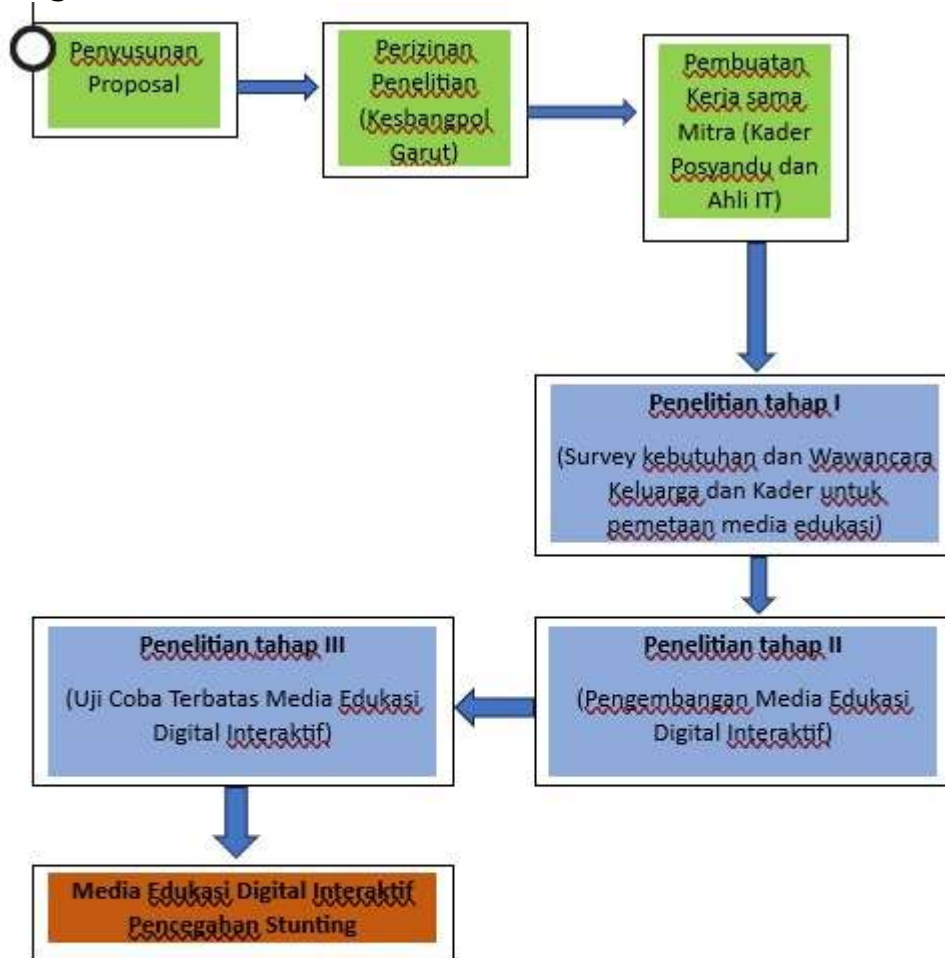 Penyusunan
Proposal
Perizinan
Penelitian
(Kesbangpol
Garut)
Pembuatan
Kerja sama
Mitra (Kader
Posyandu dan
Ahli IT)
Penelitian tahap I
(Survey kebutuhan dan Wawancara
Keluarga dan Kader untuk
pemetaan media edukasi)
Penelitian tahap II
(Pengembangan Media Edukasi
Digital Interaktif)
Penelitian tahap III
(Uji Coba Terbatas Media Edukasi
Digital Interaktif)
Media Edukasi Digital Interaktif
Pencegahan Stunting